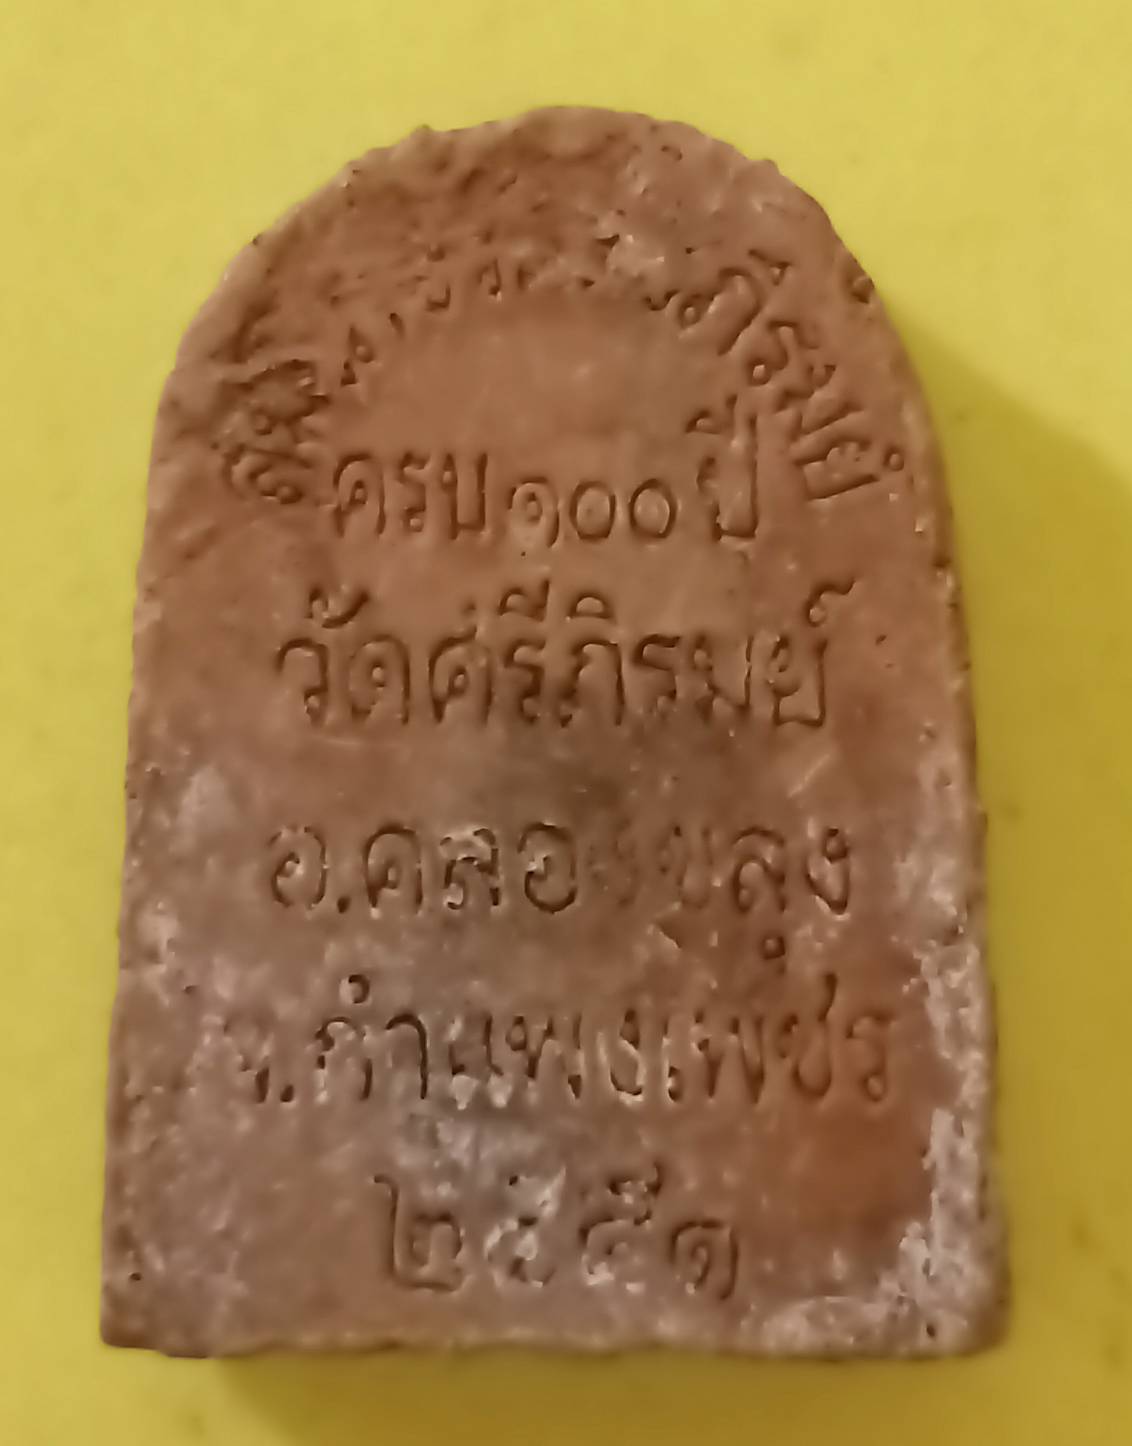 ครบ ๑๐๐ ปี
วัดศรีภิรมย์
อ.คลองขลุง
จ.กำแพงเพชร
๒๕๕๑